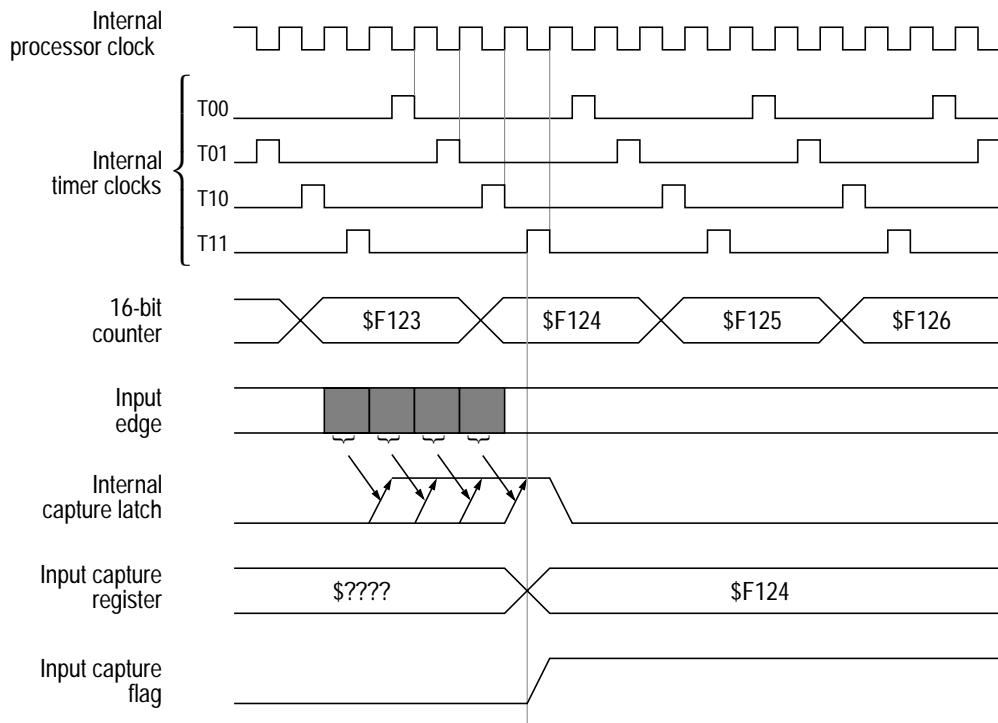 Internal
processor clock
T00
T01
Internal
timer clocks
T10
T11
16-bit
counter
$F123
$F124
$F125
$F126
Input
edge
Internal
capture latch
Input capture
register
$????
$F124
Input capture
flag